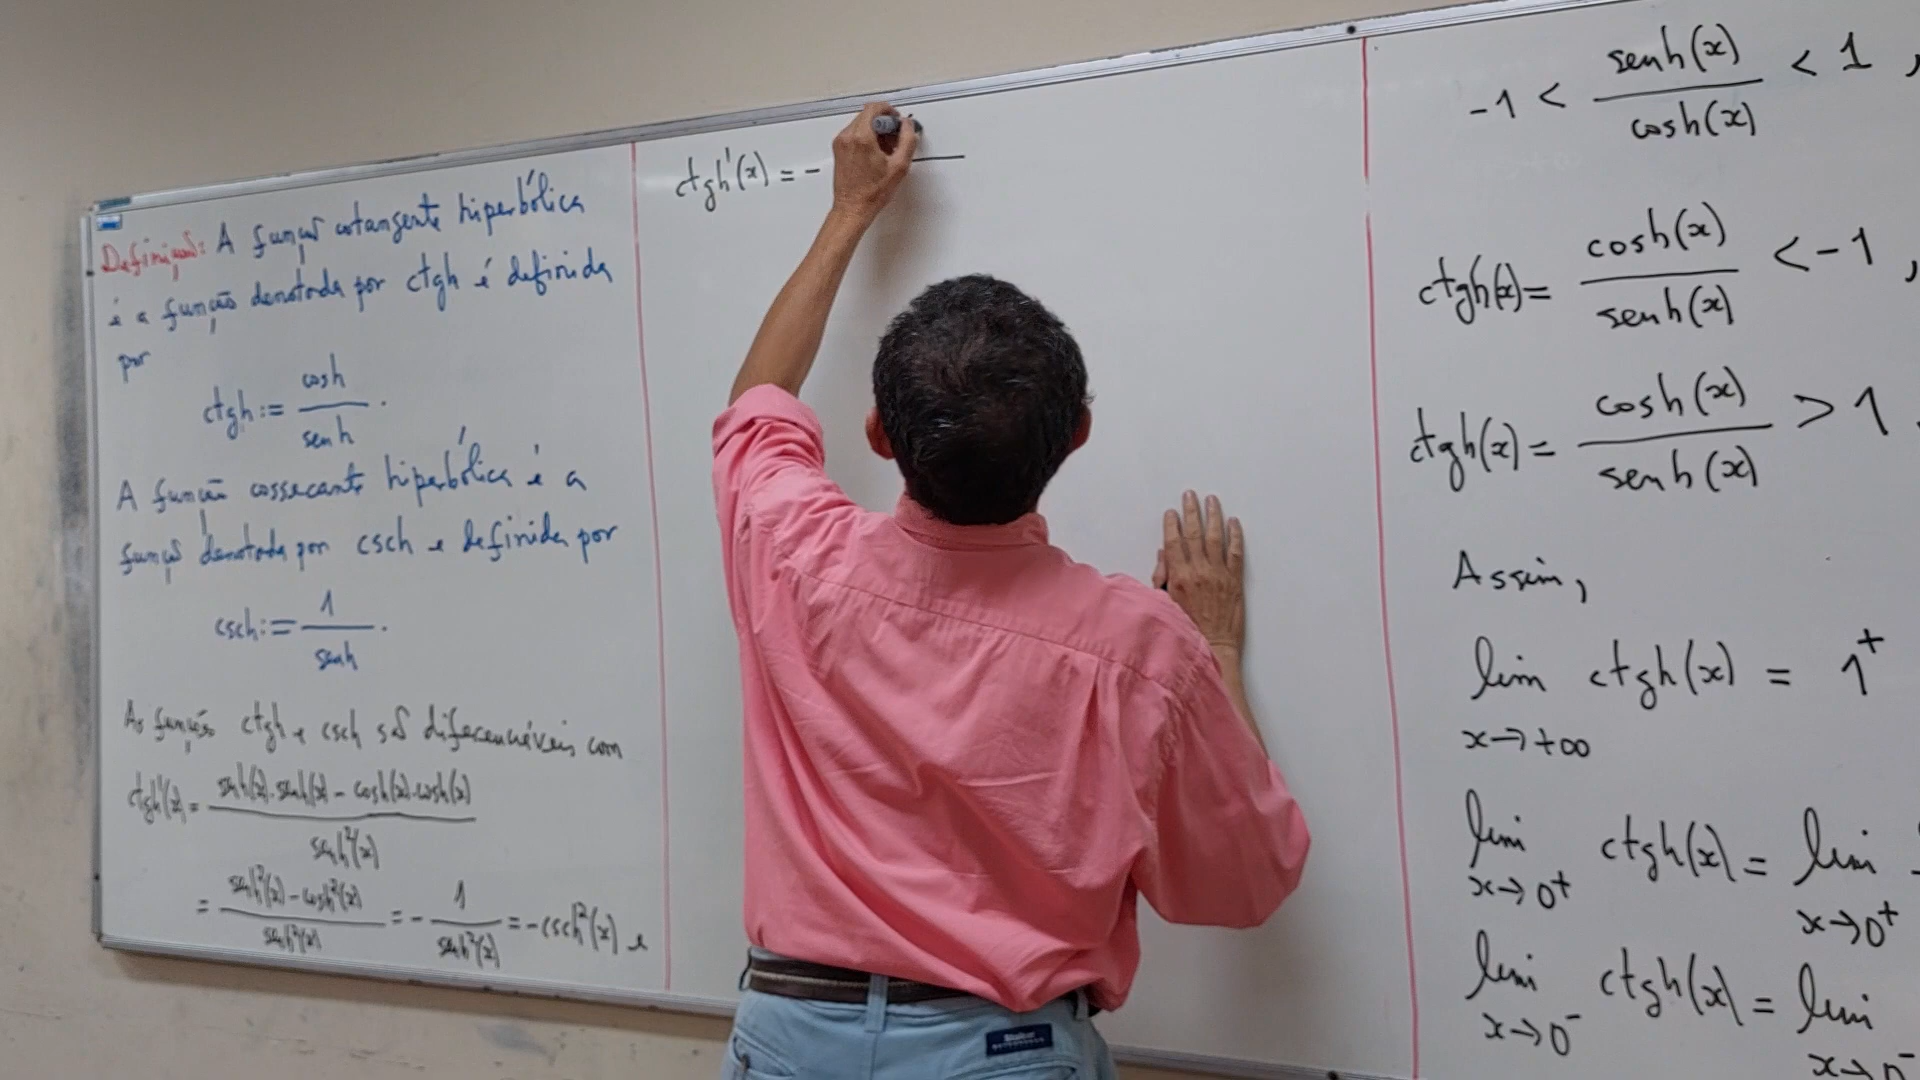 Definição: A função cotangente hiperbólica
é a função denotada por ctgh é definida
por
ctgh := cosh / senh .
A função cossecante hiperbólica é a
função denotada por csch e definida por
csch := 1 / senh .
As funções ctgh e csch são diferenciáveis com
ctgh'(x) = senh(x).senh(x) - cosh(x).cosh(x) / senh²(x)
= senh²(x) - cosh²(x) / senh²(x) = - 1 / senh²(x) = -csch²(x) e
ctgh'(x) = -
-1 < senh(x) / cosh(x) < 1 ,
ctgh(x) = cosh(x) / senh(x) < -1 ,
ctgh(x) = cosh(x) / senh(x) > 1
Assim,
lim ctgh(x) = 1⁺
x→+∞
lim ctgh(x) = lim
x→0⁺ x→0⁺
lim ctgh(x) = lim
x→0⁻ x→0⁻